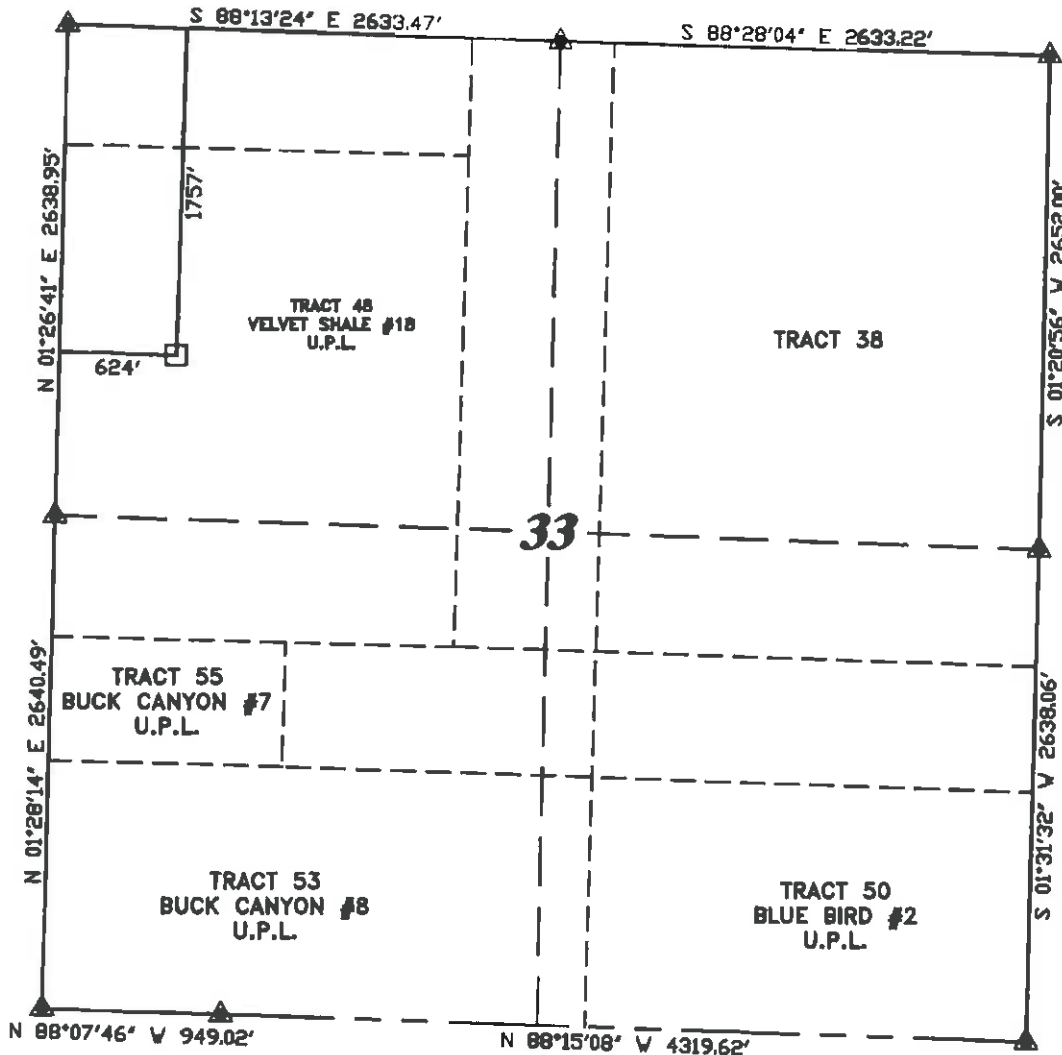 S 88°13'24" E 2633.47'
S 88°28'04" E 2633.22'
N 01°26'41" E 2638.95'
1757'
S 01°20'56" W 2652.00'
TRACT 48
VELVET SHALE #18
U.P.L.
TRACT 38
624'
33
TRACT 55
BUCK CANYON #7
U.P.L.
N 01°28'14" E 2640.49'
S 01°31'32" W 2638.06'
TRACT 53
BUCK CANYON #8
U.P.L.
TRACT 50
BLUE BIRD #2
U.P.L.
N 88°07'46" W 949.02'
N 88°15'08" W 4319.62'